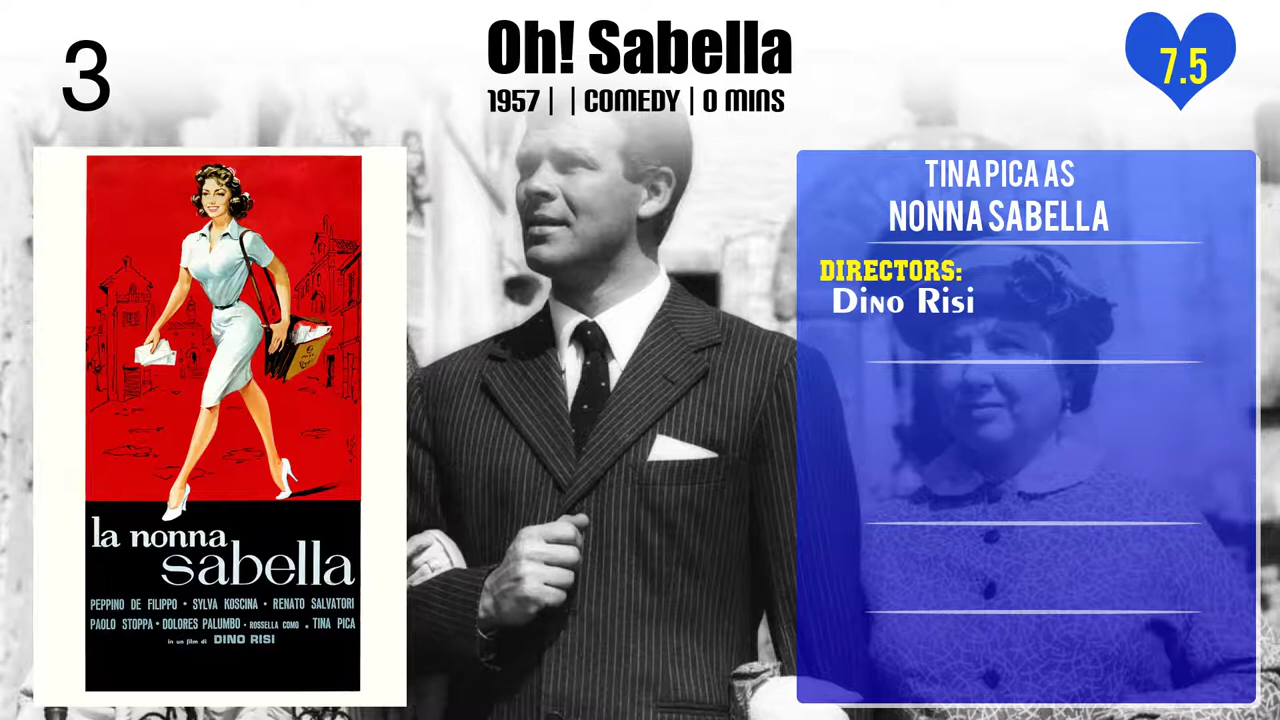 3
Oh! Sabella
1957 | | COMEDY | 0 MINS
7.5
la nonna
sabella
PEPPINO DE FILIPPO • SYLVA KOSCINA • RENATO SALVATORI
PAOLO STOPPA • DOLORES PALUMBO • ROSSELLA COMO • TINA PICA
in un film di DINO RISI
TINA PICA AS
NONNA SABELLA
DIRECTORS:
Dino Risi